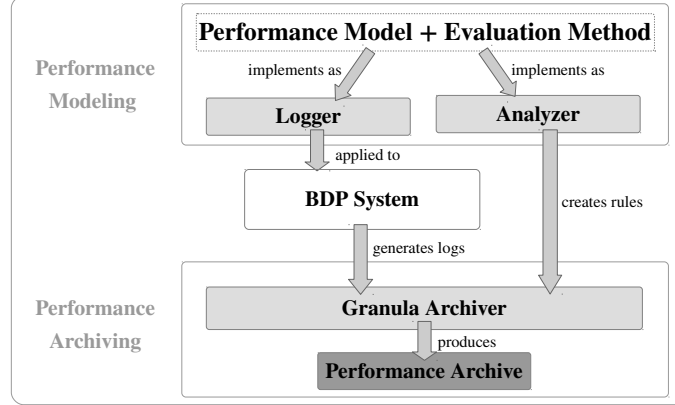 Performance Model + Evaluation Method
Performance
Modeling
implements as
implements as
Logger
Analyzer
applied to
BDP System
creates rules
generates logs
Performance
Archiving
Granula Archiver
produces
Performance Archive